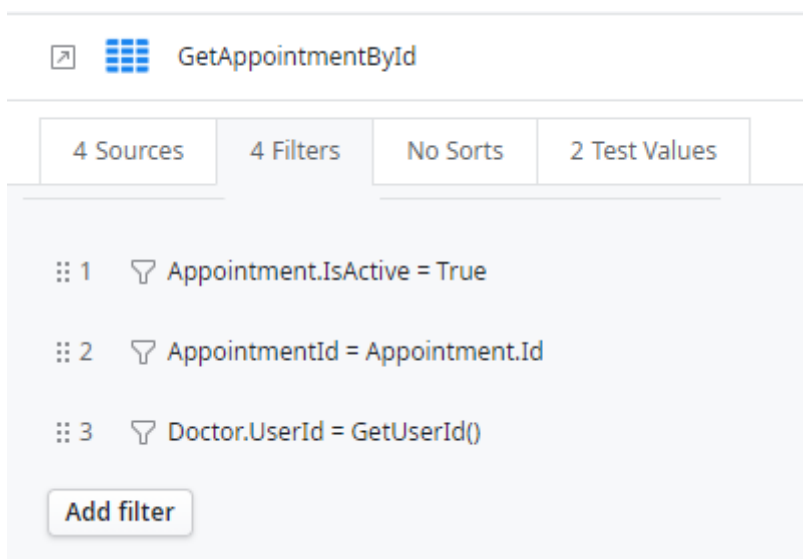 GetAppointmentById
4 Sources 4 Filters No Sorts 2 Test Values
1 Appointment.IsActive = True
2 AppointmentId = Appointment.Id
3 Doctor.UserId = GetUserId()
Add filter